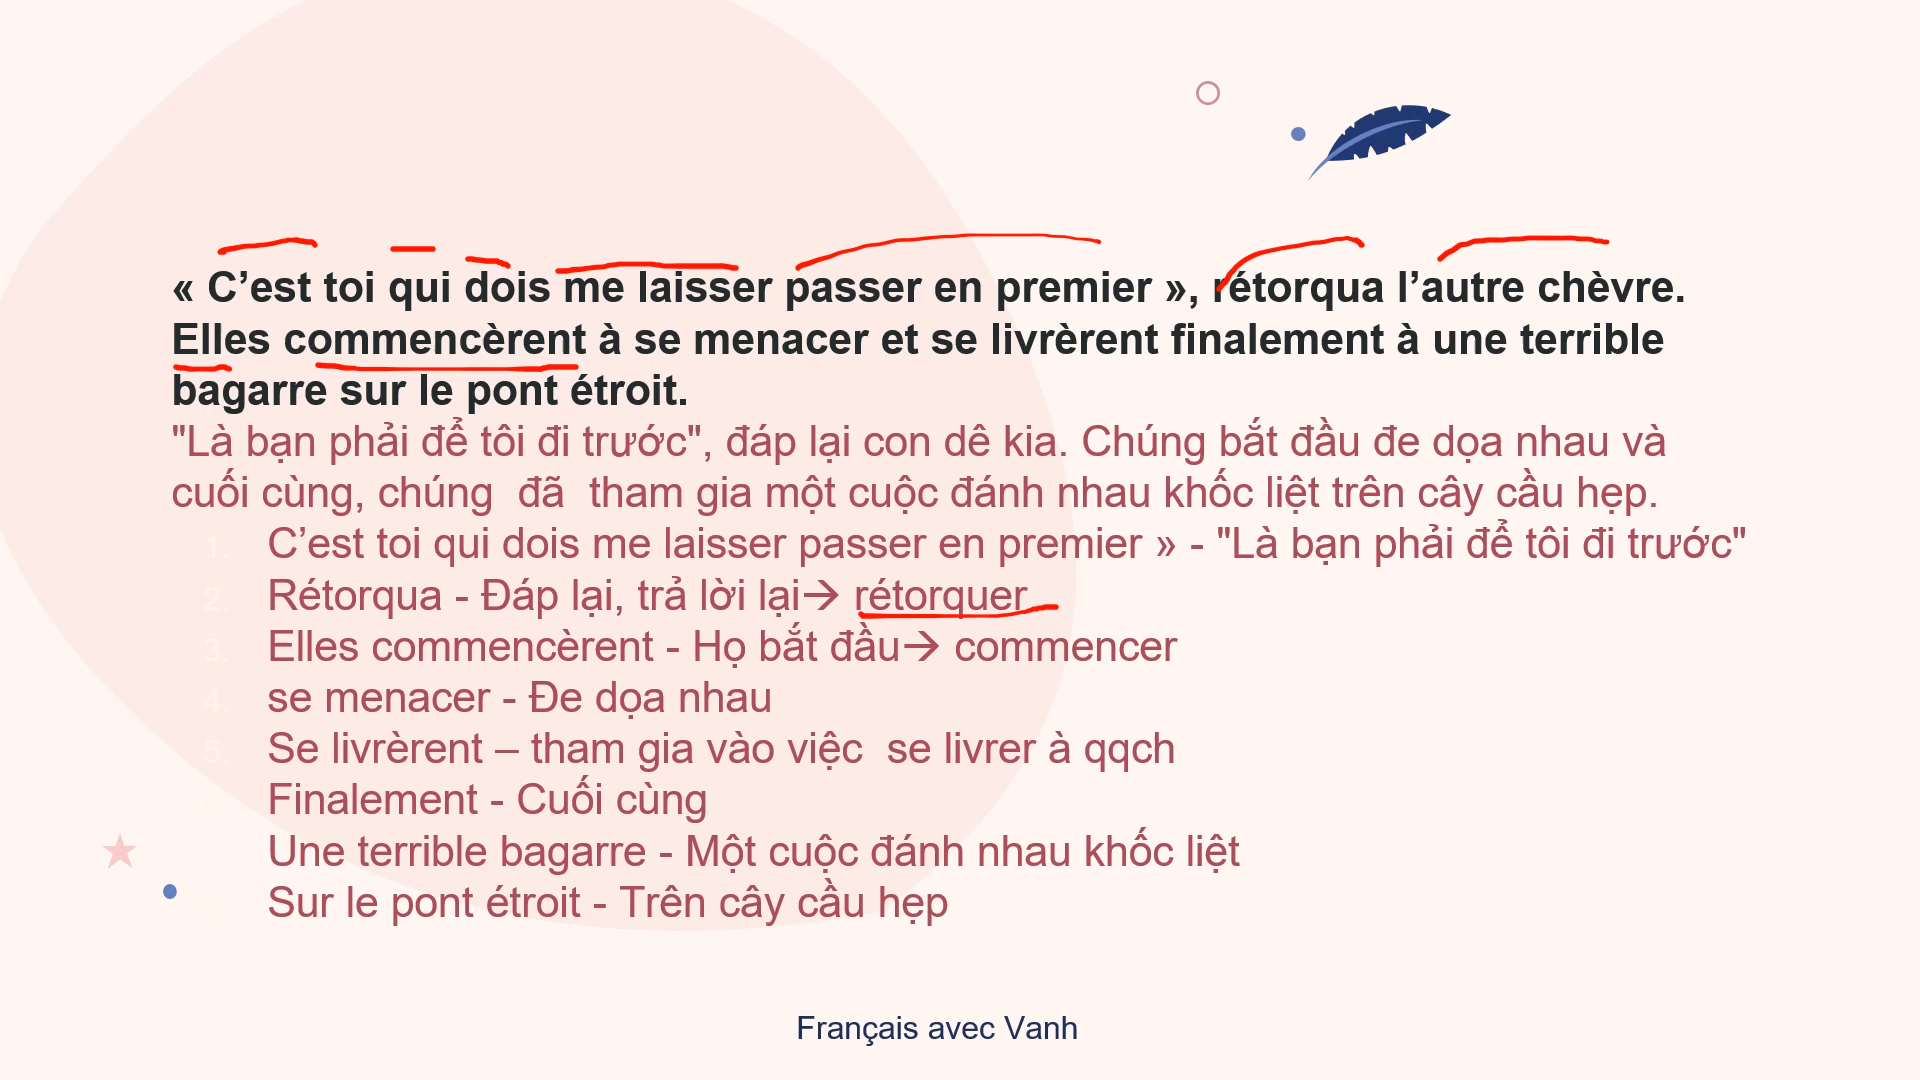 « C’est toi qui dois me laisser passer en premier », rétorqua l’autre chèvre.
Elles commencèrent à se menacer et se livrèrent finalement à une terrible
bagarre sur le pont étroit.
"Là bạn phải để tôi đi trước", đáp lại con dê kia. Chúng bắt đầu đe dọa nhau và
cuối cùng, chúng  đã  tham gia một cuộc đánh nhau khốc liệt trên cây cầu hẹp.
1. C’est toi qui dois me laisser passer en premier » - "Là bạn phải để tôi đi trước"
2. Rétorqua - Đáp lại, trả lời lại→ rétorquer
3. Elles commencèrent - Họ bắt đầu→ commencer
4. se menacer - Đe dọa nhau
5. Se livrèrent – tham gia vào việc  se livrer à qqch
Finalement - Cuối cùng
Une terrible bagarre - Một cuộc đánh nhau khốc liệt
Sur le pont étroit - Trên cây cầu hẹp
Français avec Vanh